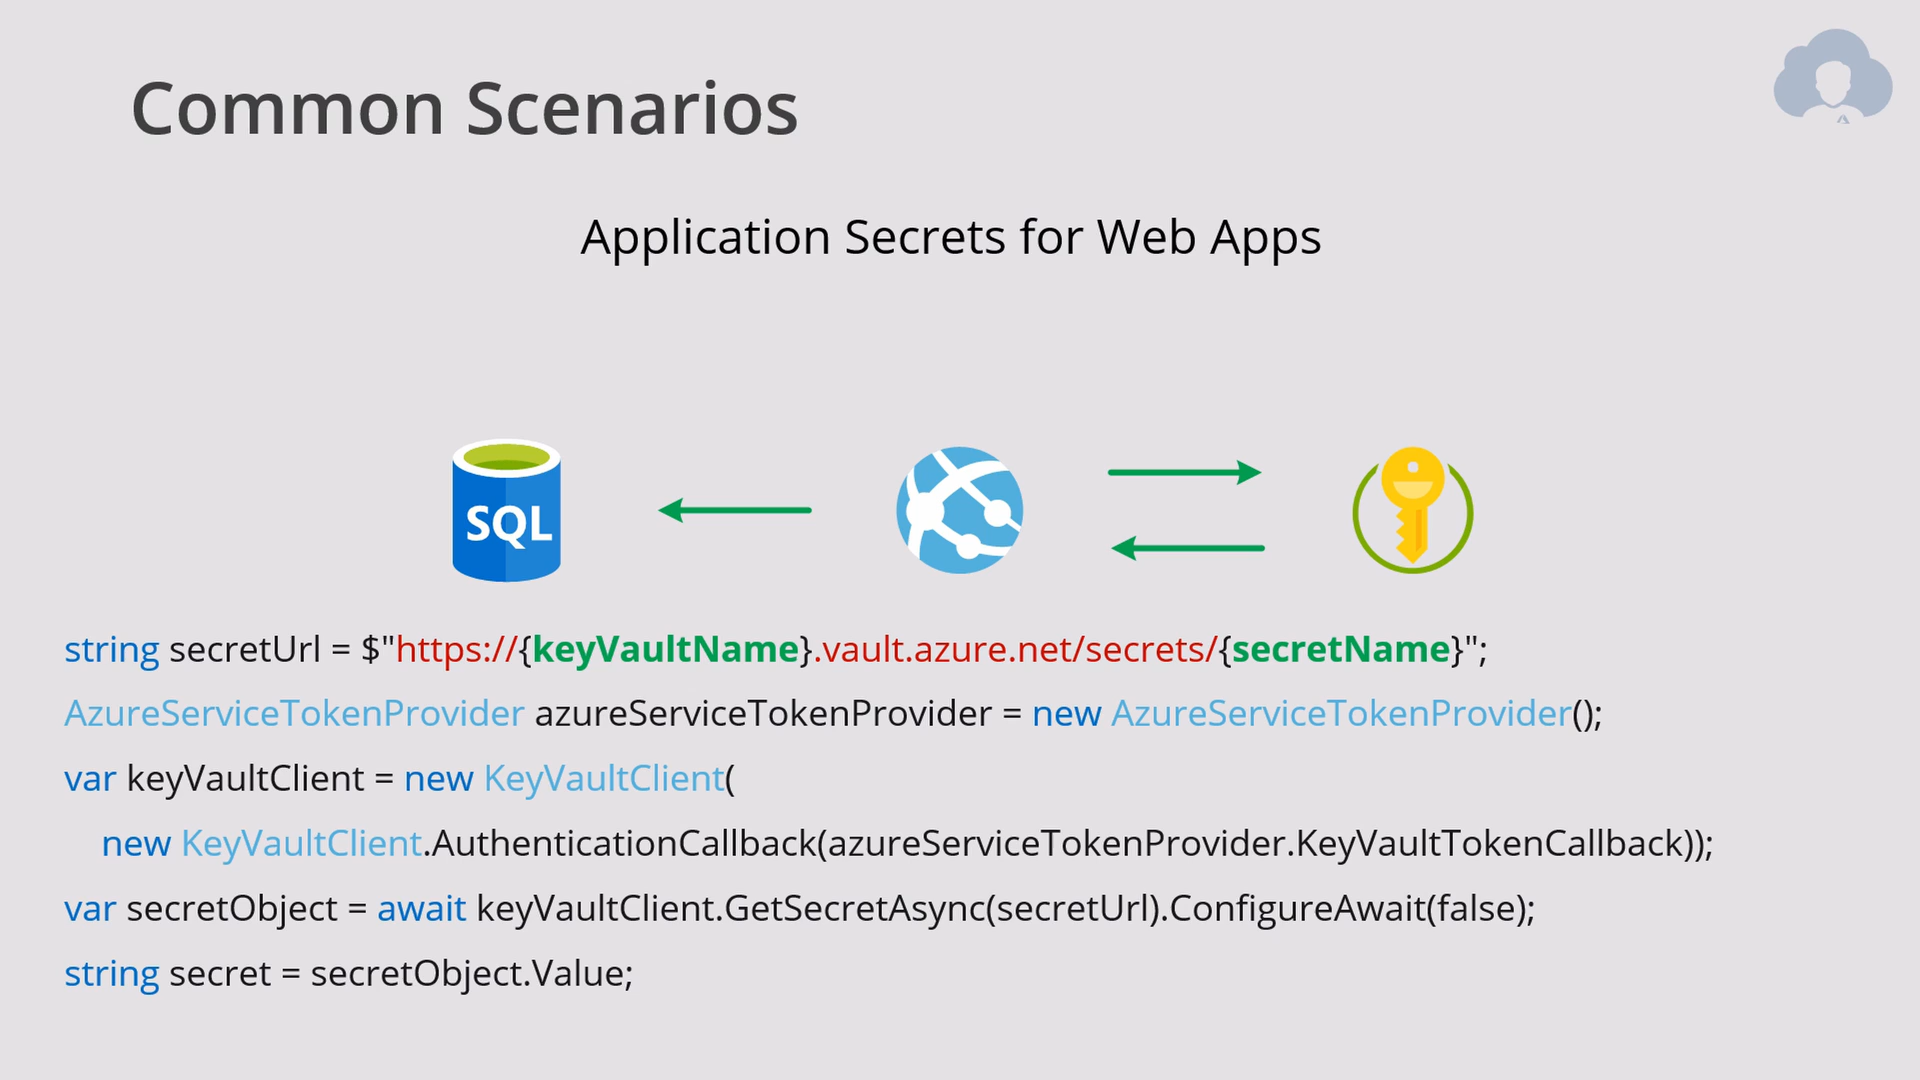 Common Scenarios
Application Secrets for Web Apps
SQL
string secretUrl = $"https://{keyVaultName}.vault.azure.net/secrets/{secretName}";
AzureServiceTokenProvider azureServiceTokenProvider = new AzureServiceTokenProvider();
var keyVaultClient = new KeyVaultClient(
new KeyVaultClient.AuthenticationCallback(azureServiceTokenProvider.KeyVaultTokenCallback));
var secretObject = await keyVaultClient.GetSecretAsync(secretUrl).ConfigureAwait(false);
string secret = secretObject.Value;